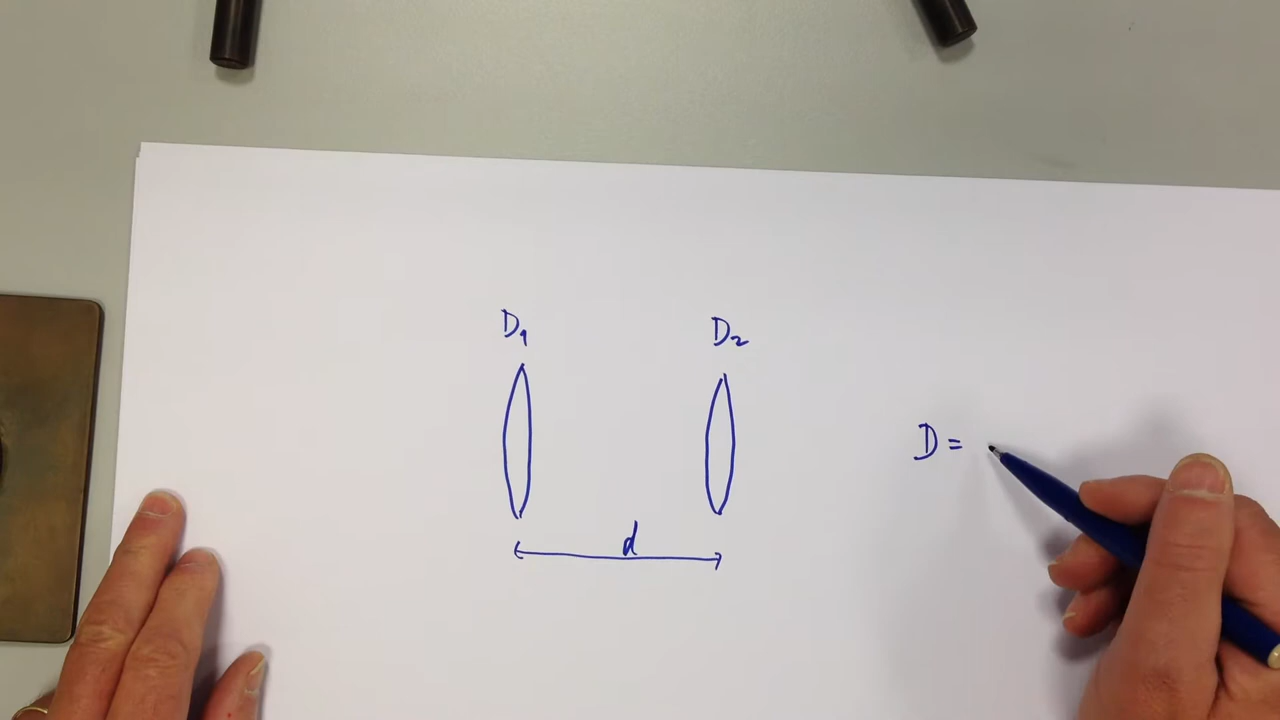 D₁ D₂
D =
d